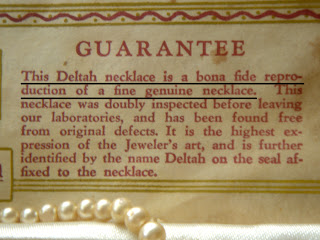 GUARANTEE
This Deltah necklace is a bona fide repro-
duction of a fine genuine necklace. This
necklace was doubly inspected before leaving
our laboratories, and has been found free
from original defects. It is the highest ex-
pression of the Jeweler's art, and is further
identified by the name Deltah on the seal af-
fixed to the necklace.